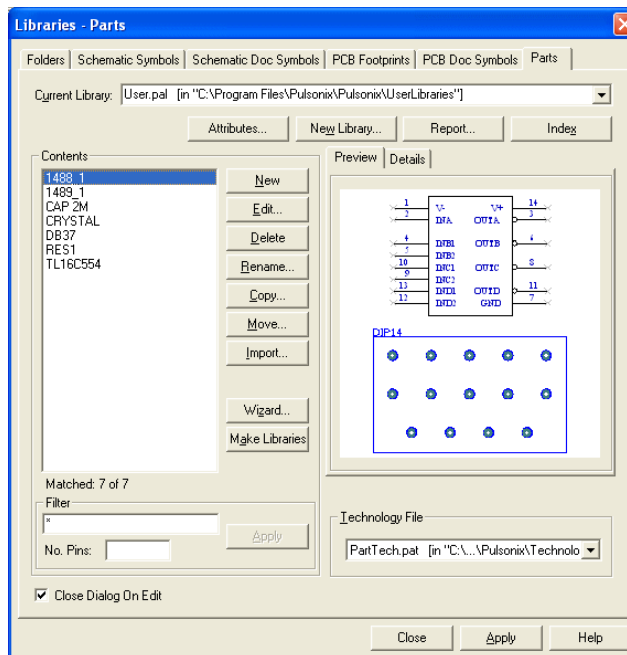 Libraries - Parts
Folders Schematic Symbols Schematic Doc Symbols PCB Footprints PCB Doc Symbols Parts
Current Library: User.pal [in "C:\Program Files\Pulsonix\Pulsonix\UserLibraries"]
Attributes... New Library... Report... Index
Contents
1488_1
1489_1
CAP 2M
CRYSTAL
DB37
RES1
TL16C554
New
Edit...
Delete
Rename...
Copy...
Move...
Import...
Wizard...
Make Libraries
Matched: 7 of 7
Filter
*
No. Pins:
Apply
Preview Details
1 V- V+ 14
2 INA OUTA 3
4 INB1 OUTB 6
5 INB2
10 INC1 OUTC 8
9 INC2
13 IND1 OUTD 11
12 IND2 GND 7
DIP14
Technology File
PartTech.pat [in "C:\...\Pulsonix\Technolo
Close Dialog On Edit
Close Apply Help